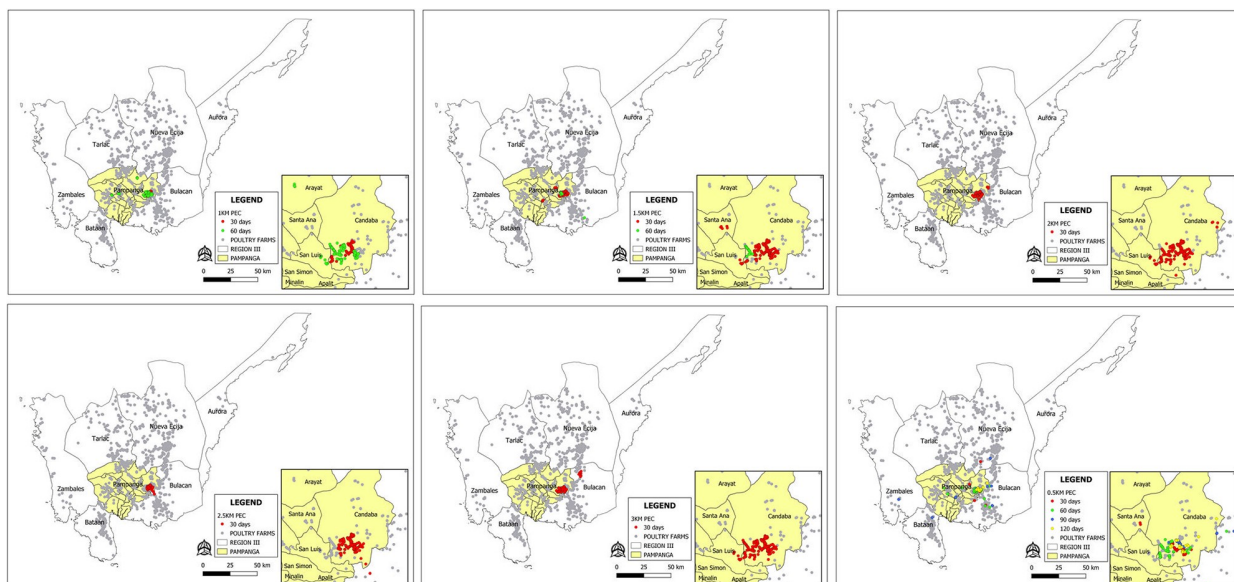 Aurora
Nueva Ecija
Tarlac
Zambales
Pampanga
Bulacan
Bataan
LEGEND
1KM PEC
30 days
60 days
POULTRY FARMS
REGION III
PAMPANGA
0 25 50 km
Arayat
Santa Ana
Candaba
San Luis
San Simon
Minalin
Apalit
Aurora
Nueva Ecija
Tarlac
Zambales
Pampanga
Bulacan
Bataan
LEGEND
1.5KM PEC
30 days
60 days
POULTRY FARMS
REGION III
PAMPANGA
0 25 50 km
Arayat
Santa Ana
Candaba
San Luis
San Simon
Minalin
Apalit
Aurora
Nueva Ecija
Tarlac
Zambales
Pampanga
Bulacan
Bataan
LEGEND
2KM PEC
30 days
POULTRY FARMS
REGION III
PAMPANGA
0 25 50 km
Arayat
Santa Ana
Candaba
San Luis
San Simon
Minalin
Apalit
Aurora
Nueva Ecija
Tarlac
Zambales
Pampanga
Bulacan
Bataan
LEGEND
2.5KM PEC
30 days
POULTRY FARMS
REGION III
PAMPANGA
0 25 50 km
Arayat
Santa Ana
Candaba
San Luis
San Simon
Minalin
Apalit
Aurora
Nueva Ecija
Tarlac
Zambales
Pampanga
Bulacan
Bataan
LEGEND
3KM PEC
30 days
POULTRY FARMS
REGION III
PAMPANGA
0 25 50 km
Arayat
Santa Ana
Candaba
San Luis
San Simon
Minalin
Apalit
Aurora
Nueva Ecija
Tarlac
Zambales
Pampanga
Bulacan
Bataan
LEGEND
0.5KM PEC
30 days
60 days
90 days
120 days
POULTRY FARMS
REGION III
PAMPANGA
0 25 50 km
Arayat
Santa Ana
Candaba
San Luis
San Simon
Minalin
Apalit